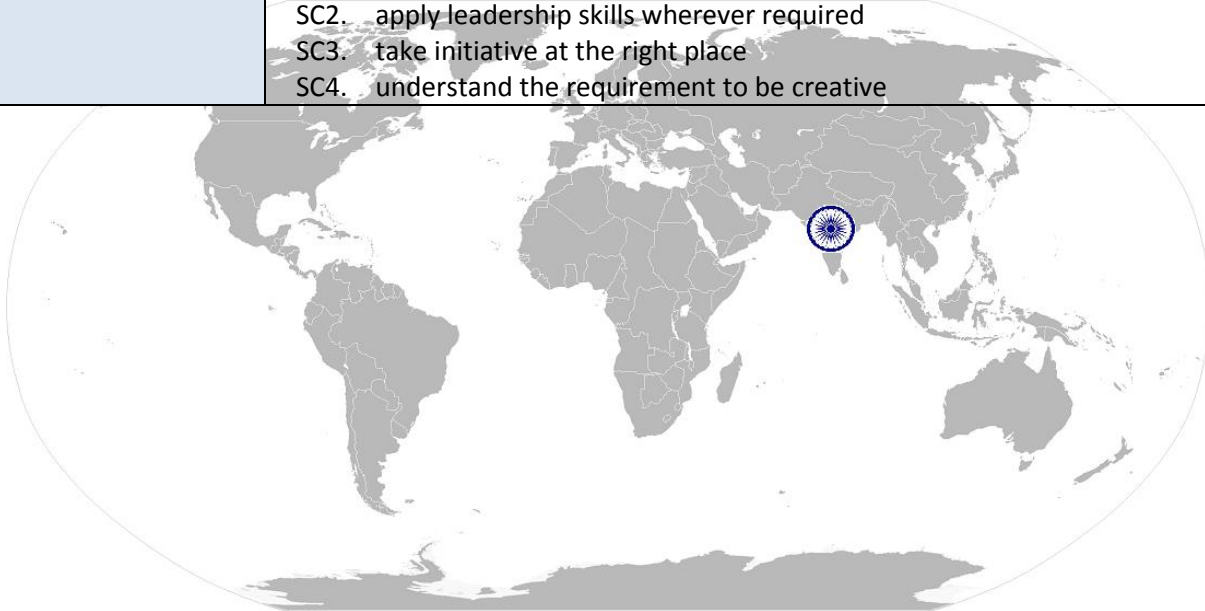 SC2. apply leadership skills wherever required
SC3. take initiative at the right place
SC4. understand the requirement to be creative